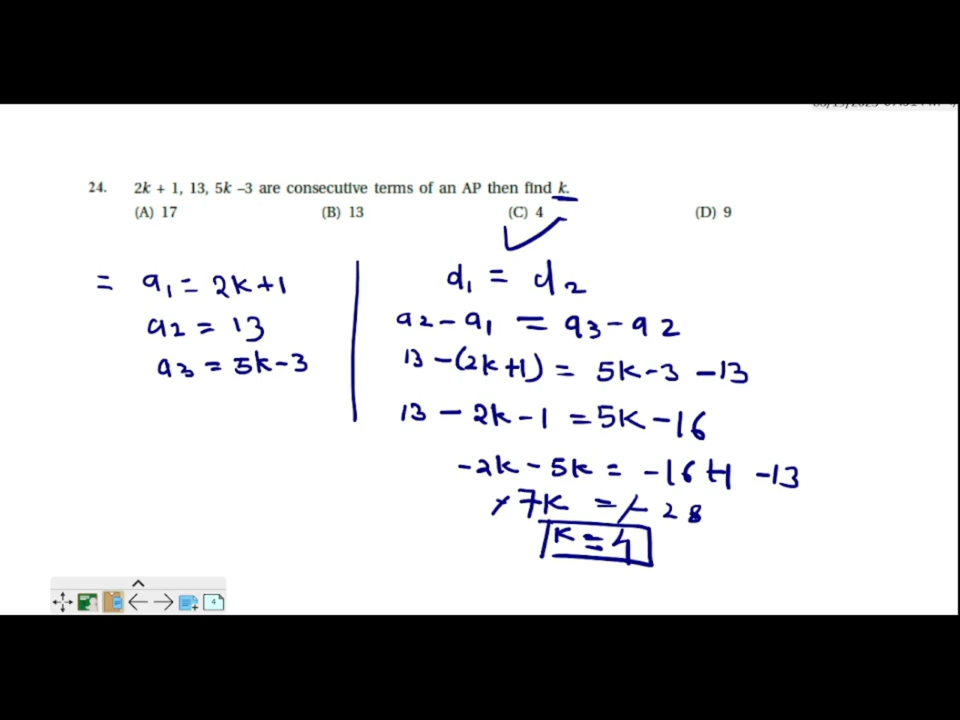 24. 2k + 1, 13, 5k –3 are consecutive terms of an AP then find k.
(A) 17 (B) 13 (C) 4 (D) 9
= a₁ = 2k+1
a₂ = 13
a₃ = 5k-3
d₁ = d₂
a₂-a₁ = a₃-a₂
13-(2k+1) = 5k-3-13
13-2k-1 = 5k-16
-2k-5k = -16+1-13
-7k = -28
k=4
4